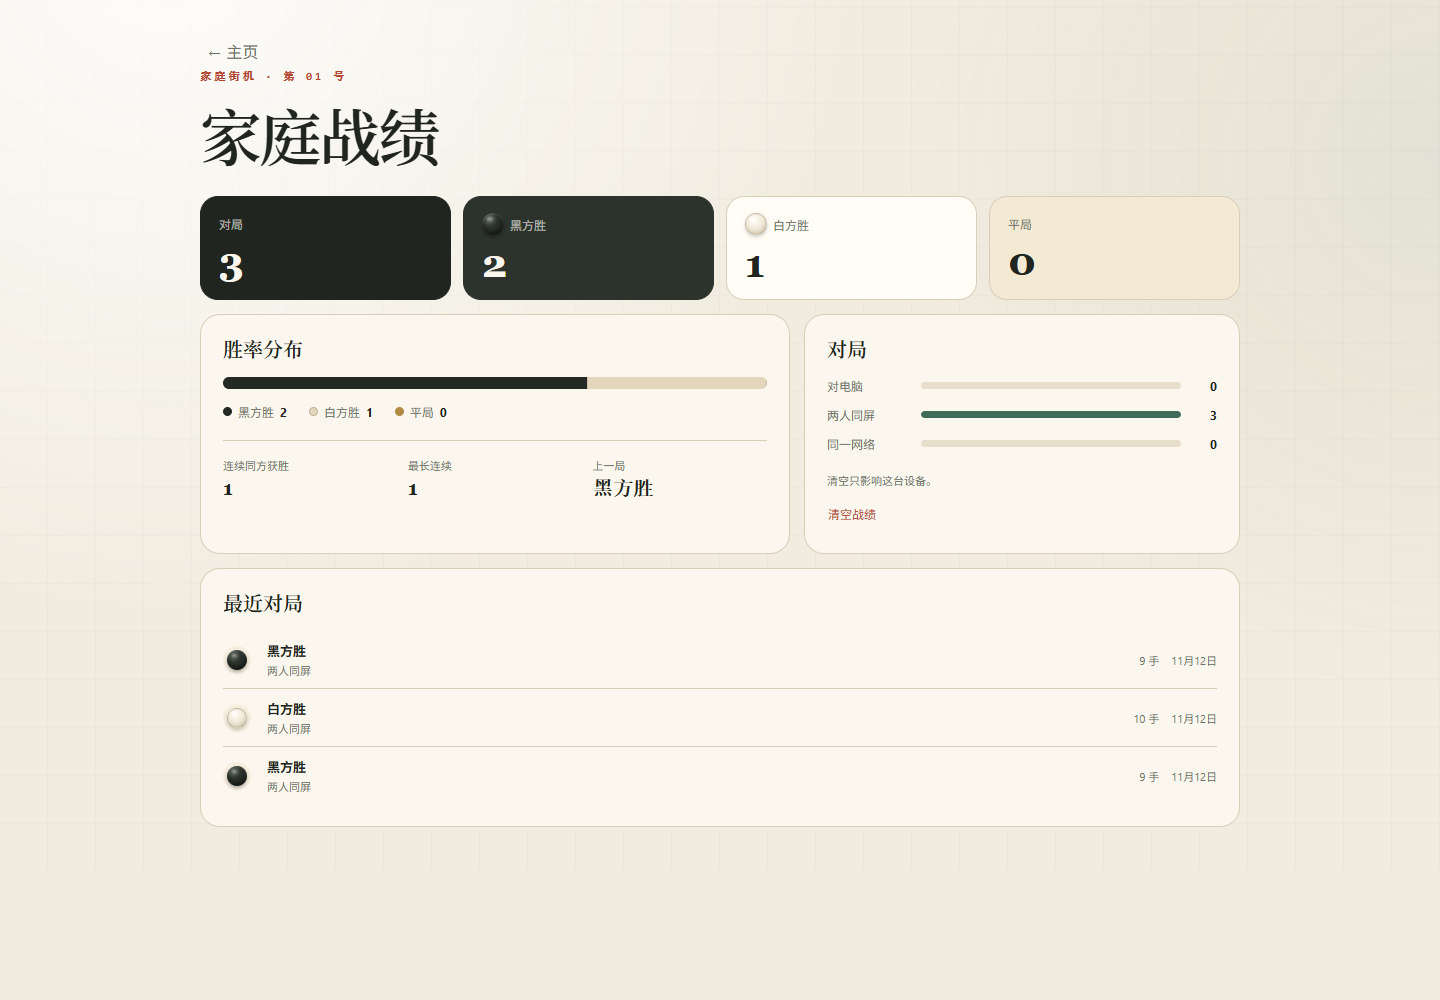 ← 主页
家庭街机 · 第 01 号
家庭战绩
对局
3
黑方胜
2
白方胜
1
平局
0
胜率分布
黑方胜 2 白方胜 1 平局 0
连续同方获胜
1
最长连续
1
上一局
黑方胜
对局
对电脑 0
两人同屏 3
同一网络 0
清空只影响这台设备。
清空战绩
最近对局
黑方胜
两人同屏
9 手 11月12日
白方胜
两人同屏
10 手 11月12日
黑方胜
两人同屏
9 手 11月12日